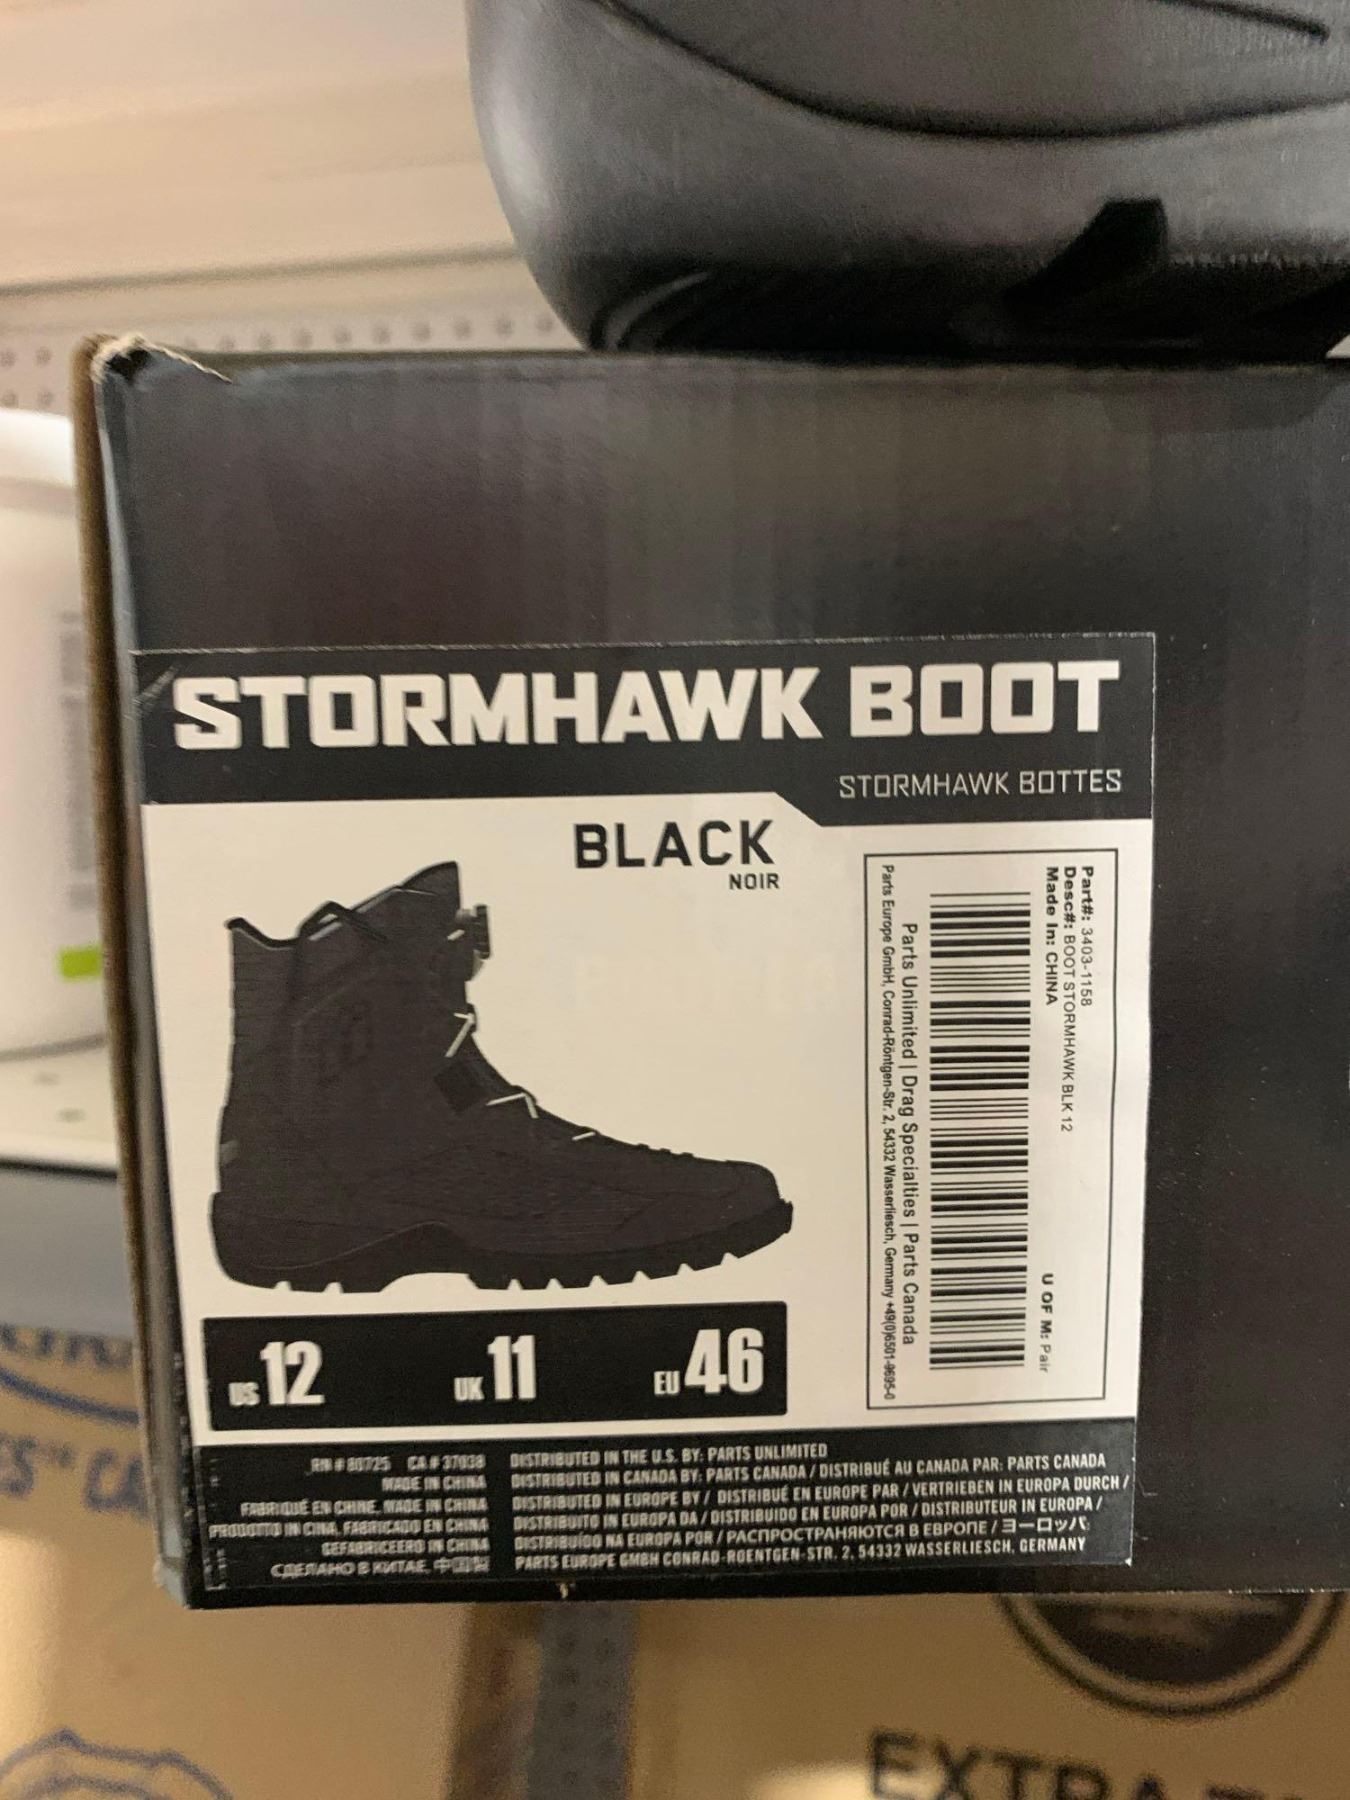 STORMHAWK BOOT
STORMHAWK BOTTES
BLACK
NOIR
Part#: 3403-1158
Desc#: BOOT STORMHAWK BLK 12
Made In: CHINA
U OF M: Pair
Parts Unlimited | Drag Specialties | Parts Canada
Parts Europe GmbH, Conrad-Röntgen-Str. 2, 54332 Wasserliesch, Germany +49(0)6501-9695-0
US 12 UK 11 EU 46
RN # 80725 CA # 37038
MADE IN CHINA
FABRIQUÉ EN CHINE, MADE IN CHINA
PRODOTTO IN CINA, FABRICADO EN CHINA
GEFABRICEERD IN CHINA
СДЕЛАНО В КИТАЕ, 中国製
DISTRIBUTED IN THE U.S. BY: PARTS UNLIMITED
DISTRIBUTED IN CANADA BY: PARTS CANADA / DISTRIBUÉ AU CANADA PAR: PARTS CANADA
DISTRIBUTED IN EUROPE BY / DISTRIBUÉ EN EUROPE PAR / VERTRIEBEN IN EUROPA DURCH /
DISTRIBUITO IN EUROPA DA / DISTRIBUIDO EN EUROPA POR / DISTRIBUTEUR IN EUROPA /
DISTRIBUÍDO NA EUROPA POR / РАСПРОСТРАНЯЮТСЯ В ЕВРОПЕ / ヨーロッパ
PARTS EUROPE GMBH CONRAD-ROENTGEN-STR. 2, 54332 WASSERLIESCH, GERMANY